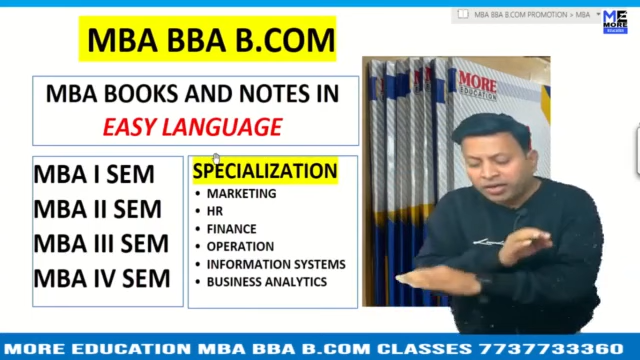 MBA BBA B.COM PROMOTION > MBA
MORE
MBA BBA B.COM
MBA BOOKS AND NOTES IN
EASY LANGUAGE
MORE
EDUCATION
MBA I SEM
MBA II SEM
MBA III SEM
MBA IV SEM
SPECIALIZATION
• MARKETING
• HR
• FINANCE
• OPERATION
• INFORMATION SYSTEMS
• BUSINESS ANALYTICS
MORE EDUCATION MBA BBA B.COM CLASSES 7737733360